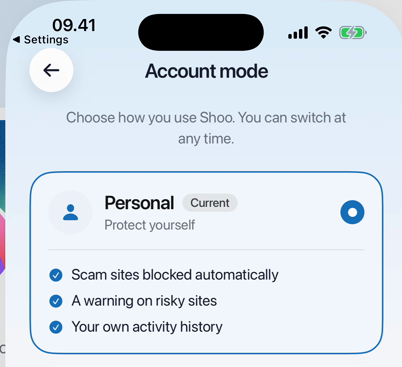 09.41
◀ Settings
Account mode
Choose how you use Shoo. You can switch at
any time.
Personal Current
Protect yourself
Scam sites blocked automatically
A warning on risky sites
Your own activity history